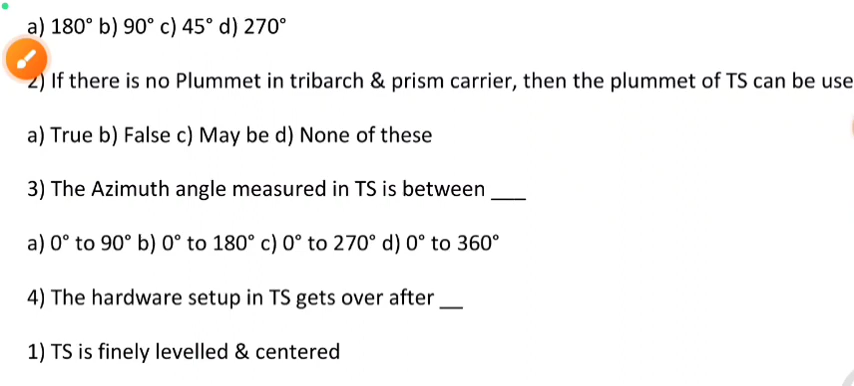 a) 180° b) 90° c) 45° d) 270°
2) If there is no Plummet in tribarch & prism carrier, then the plummet of TS can be use
a) True b) False c) May be d) None of these
3) The Azimuth angle measured in TS is between ___
a) 0° to 90° b) 0° to 180° c) 0° to 270° d) 0° to 360°
4) The hardware setup in TS gets over after __
1) TS is finely levelled & centered